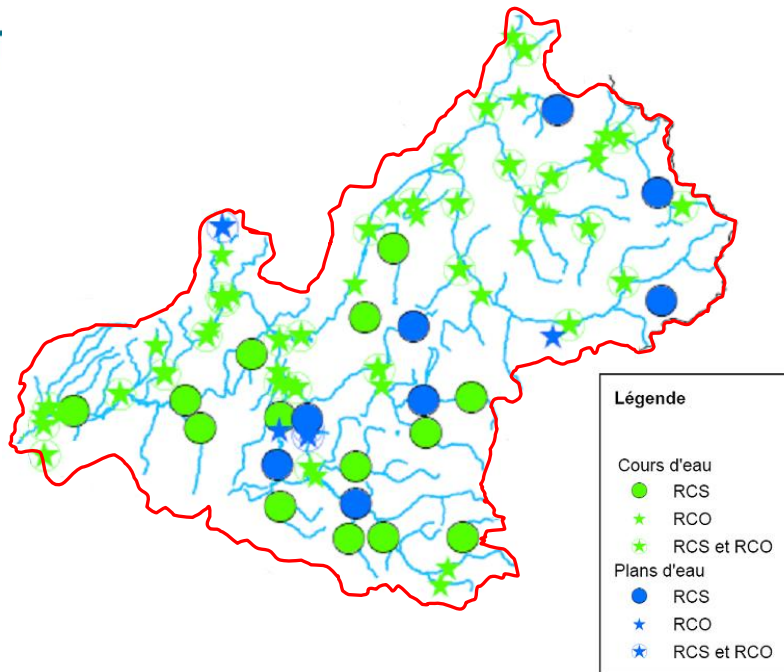 Légende
Cours d'eau
RCS
RCO
RCS et RCO
Plans d'eau
RCS
RCO
RCS et RCO